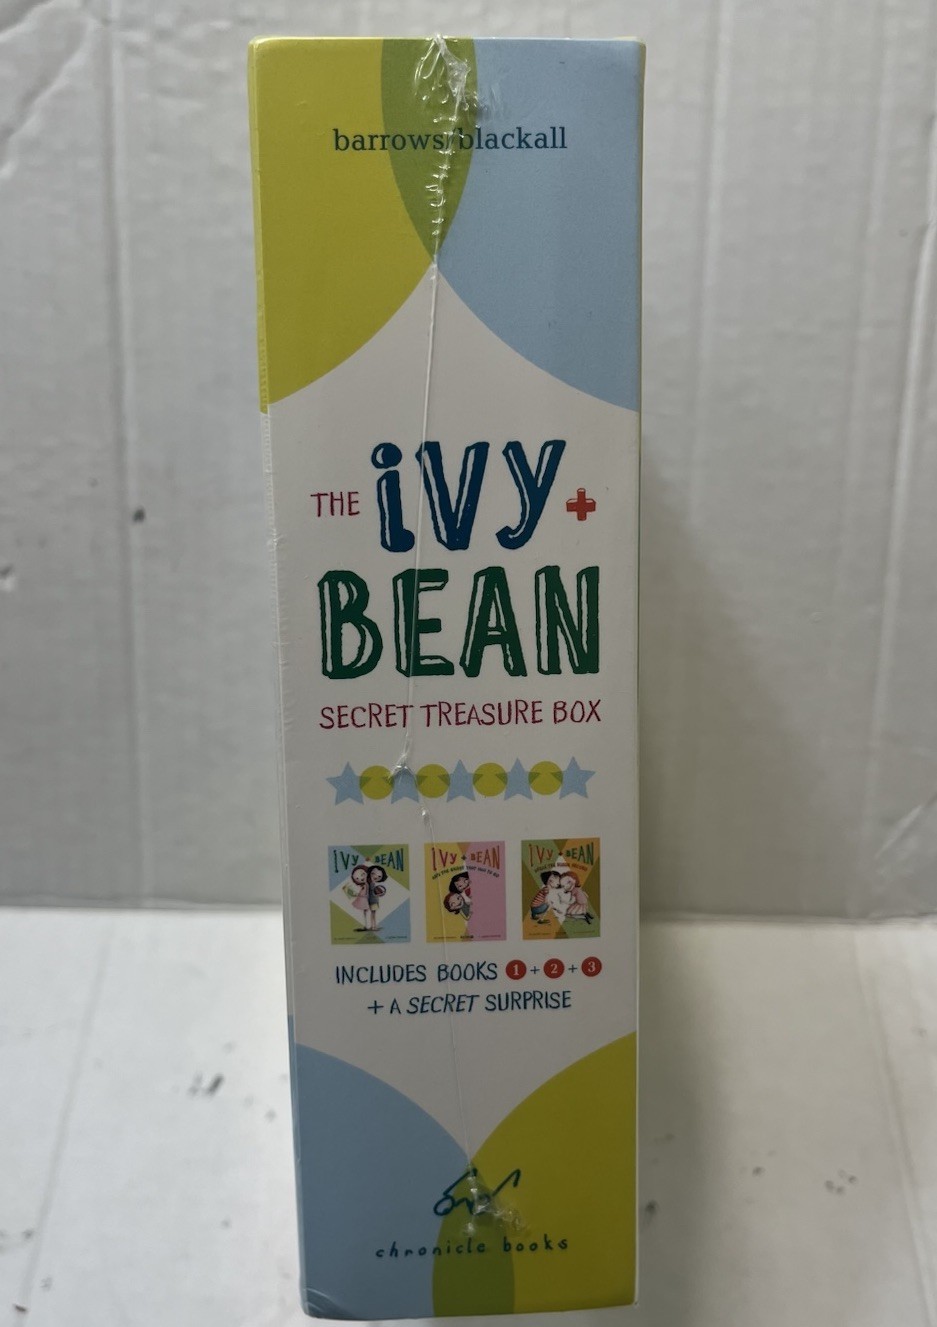 barrows/blackall
THE ivy +
BEAN
SECRET TREASURE BOX
IVY + BEAN
IVY + BEAN
IVY + BEAN
INCLUDES BOOKS 1 + 2 + 3
+ A SECRET SURPRISE
chronicle books